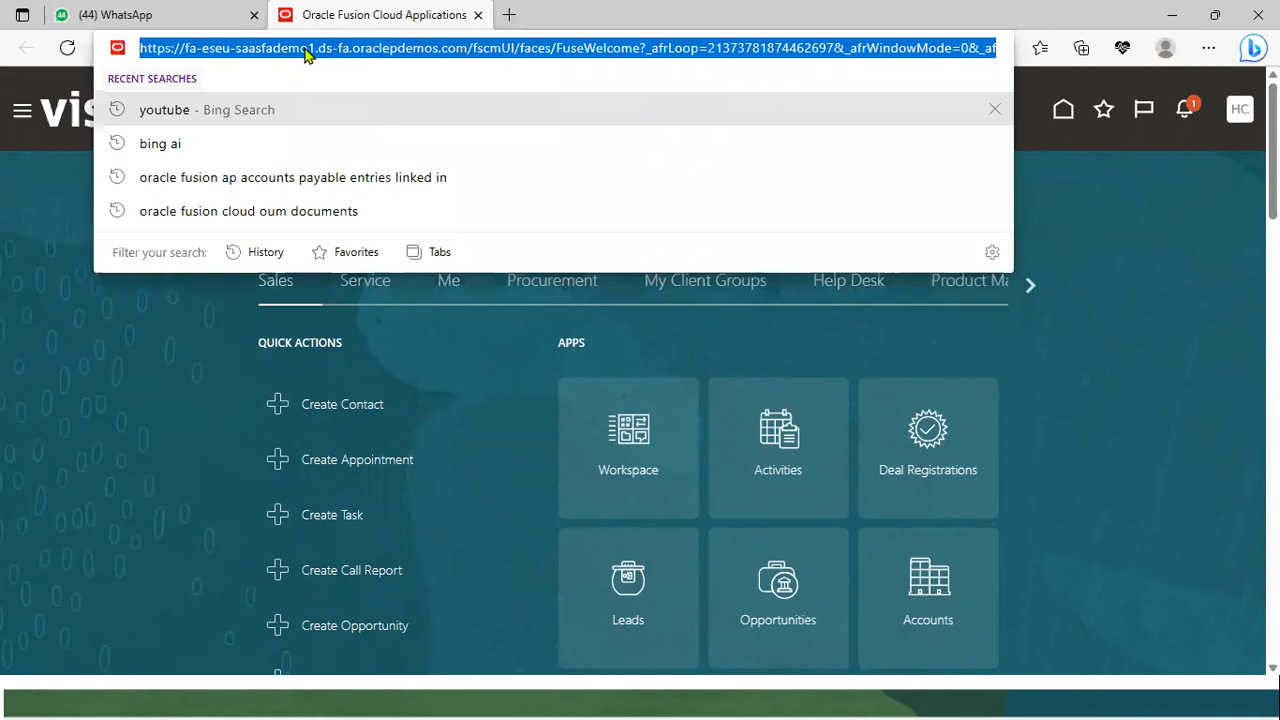 44
(44) WhatsApp
Oracle Fusion Cloud Applications
https://fa-eseu-saasfademo1.ds-fa.oraclepdemos.com/fscmUI/faces/FuseWelcome?_afrLoop=21373781874462697&_afrWindowMode=0&_af
RECENT SEARCHES
youtube - Bing Search
bing ai
oracle fusion ap accounts payable entries linked in
oracle fusion cloud oum documents
Filter your search: History Favorites Tabs
vis
1
HC
Sales Service Me Procurement My Client Groups Help Desk Product Ma
QUICK ACTIONS
Create Contact
Create Appointment
Create Task
Create Call Report
Create Opportunity
APPS
Workspace Activities Deal Registrations
Leads Opportunities Accounts